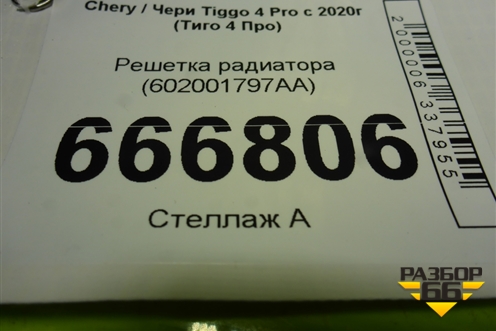 Chery / Чери Tiggo 4 Pro с 2020г
(Тиго 4 Про)
Решетка радиатора
(602001797AA)
666806
Стеллаж А
2000006337955
РАЗБОР
66